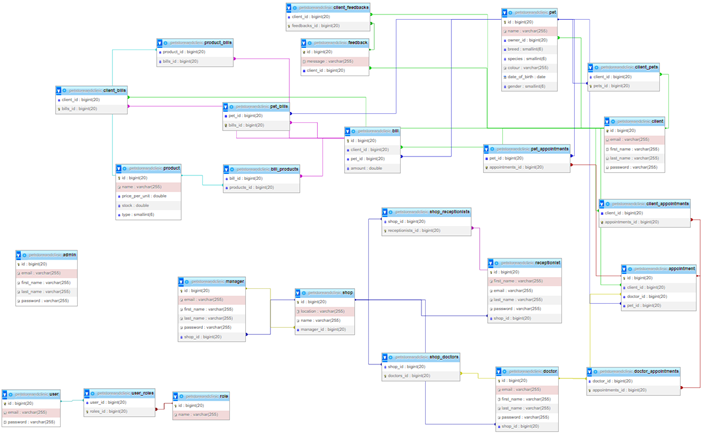 client_feedbacks
client_id : bigint(20)
feedbacks_id : bigint(20)
feedback
id : bigint(20)
message : varchar(255)
client_id : bigint(20)
pet
id : bigint(20)
name : varchar(255)
owner_id : bigint(20)
breed : smallint(6)
species : smallint(6)
colour : varchar(255)
date_of_birth : date
gender : smallint(6)
product_bills
product_id : bigint(20)
bills_id : bigint(20)
client_pets
client_id : bigint(20)
pets_id : bigint(20)
client_bills
client_id : bigint(20)
bills_id : bigint(20)
pet_bills
pet_id : bigint(20)
bills_id : bigint(20)
client
id : bigint(20)
email : varchar(255)
first_name : varchar(255)
last_name : varchar(255)
password : varchar(255)
bill
id : bigint(20)
client_id : bigint(20)
pet_id : bigint(20)
amount : double
pet_appointments
pet_id : bigint(20)
appointments_id : bigint(20)
product
id : bigint(20)
name : varchar(255)
price_per_unit : double
stock : double
type : smallint(6)
bill_products
bill_id : bigint(20)
products_id : bigint(20)
client_appointments
client_id : bigint(20)
appointments_id : bigint(20)
shop_receptionists
shop_id : bigint(20)
receptionists_id : bigint(20)
admin
id : bigint(20)
email : varchar(255)
first_name : varchar(255)
last_name : varchar(255)
password : varchar(255)
receptionist
id : bigint(20)
first_name : varchar(255)
email : varchar(255)
last_name : varchar(255)
password : varchar(255)
shop_id : bigint(20)
appointment
id : bigint(20)
client_id : bigint(20)
doctor_id : bigint(20)
pet_id : bigint(20)
manager
id : bigint(20)
email : varchar(255)
first_name : varchar(255)
last_name : varchar(255)
password : varchar(255)
shop_id : bigint(20)
shop
id : bigint(20)
location : varchar(255)
name : varchar(255)
manager_id : bigint(20)
shop_doctors
shop_id : bigint(20)
doctors_id : bigint(20)
doctor
id : bigint(20)
email : varchar(255)
first_name : varchar(255)
last_name : varchar(255)
password : varchar(255)
shop_id : bigint(20)
doctor_appointments
doctor_id : bigint(20)
appointments_id : bigint(20)
user
id : bigint(20)
email : varchar(255)
password : varchar(255)
user_roles
user_id : bigint(20)
roles_id : bigint(20)
role
id : bigint(20)
name : varchar(255)